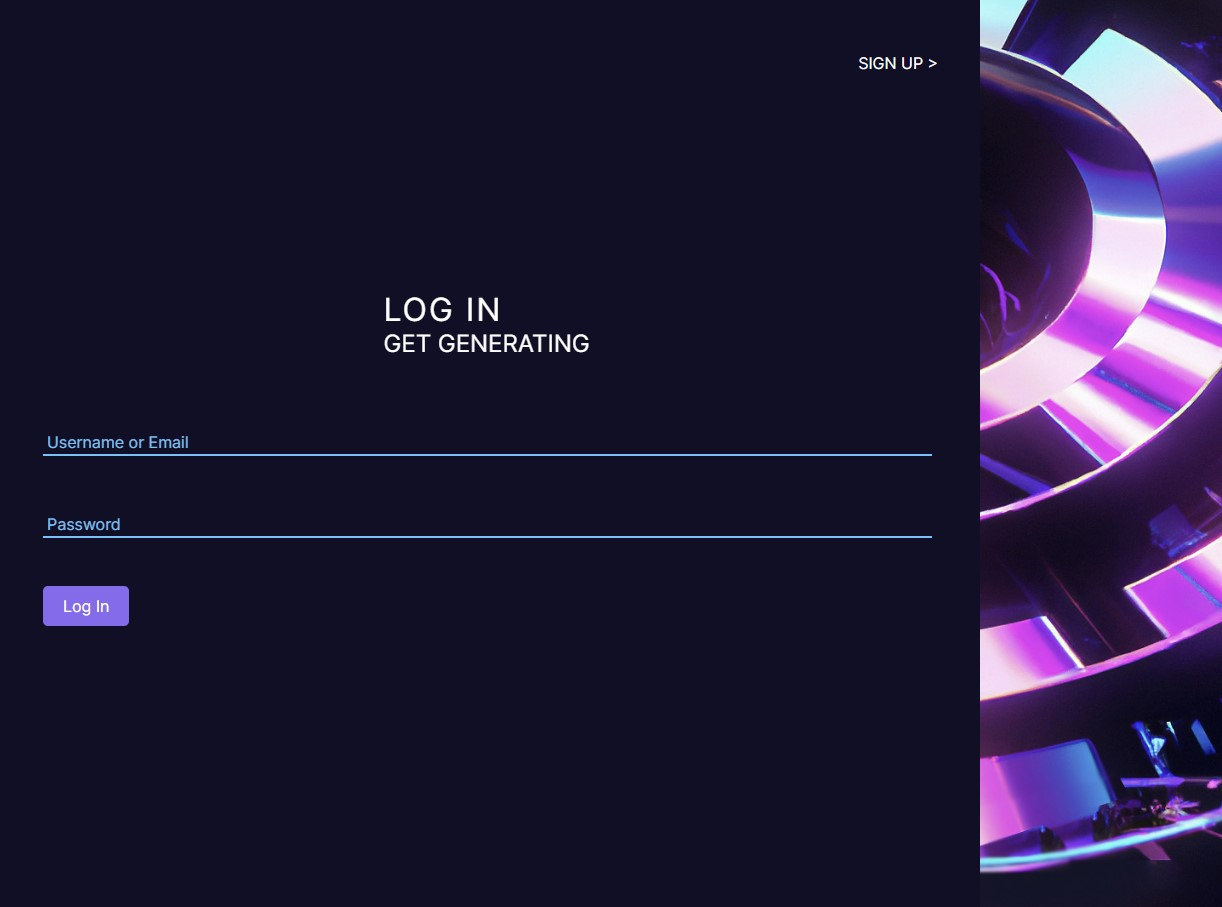 SIGN UP >
LOG IN
GET GENERATING
Username or Email
Password
Log In